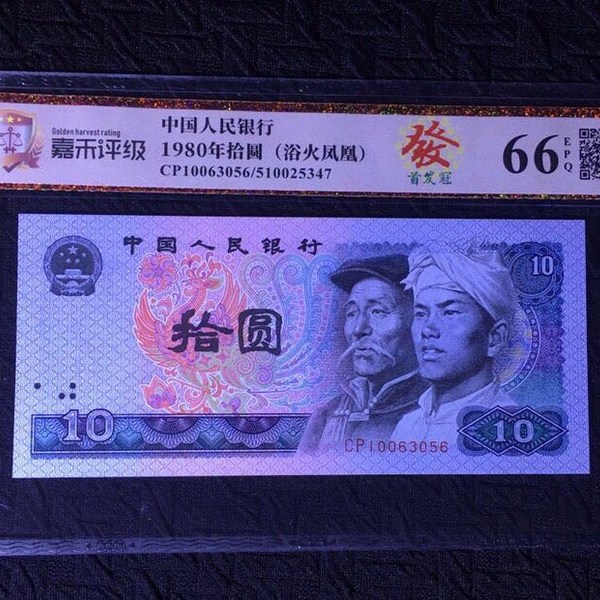 Golden harvest rating
嘉禾评级
中国人民银行
1980年拾圆（浴火凤凰）
CP10063056/510025347
發
首发冠
66
EPQ
中国人民银行
10
拾圆
10
CP10063056
10